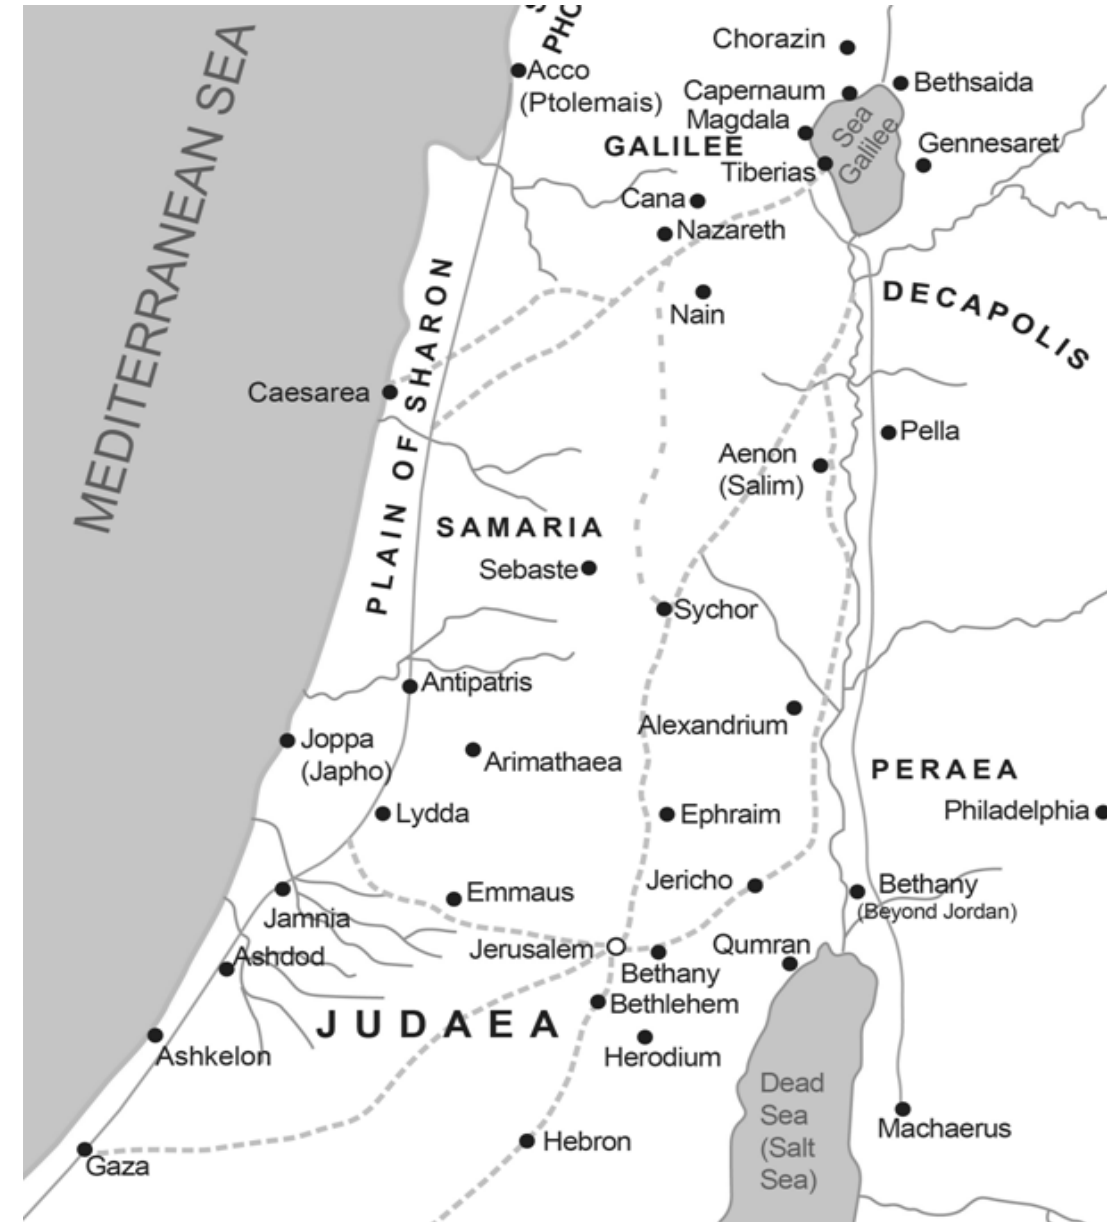 PHO
Chorazin
Acco
(Ptolemais)
Capernaum
Bethsaida
Magdala
Sea
Galilee
GALILEE
Gennesaret
Tiberias
Cana
Nazareth
MEDITERRANEAN SEA
DECAPOLIS
Nain
PLAIN OF SHARON
Caesarea
Pella
Aenon
(Salim)
SAMARIA
Sebaste
Sychor
Antipatris
Alexandrium
Joppa
(Japho)
Arimathaea
PERAEA
Lydda
Ephraim
Philadelphia
Jericho
Bethany
(Beyond Jordan)
Emmaus
Jamnia
Jerusalem
Qumran
Ashdod
Bethany
Bethlehem
JUDAEA
Ashkelon
Herodium
Dead
Sea
(Salt
Sea)
Machaerus
Hebron
Gaza